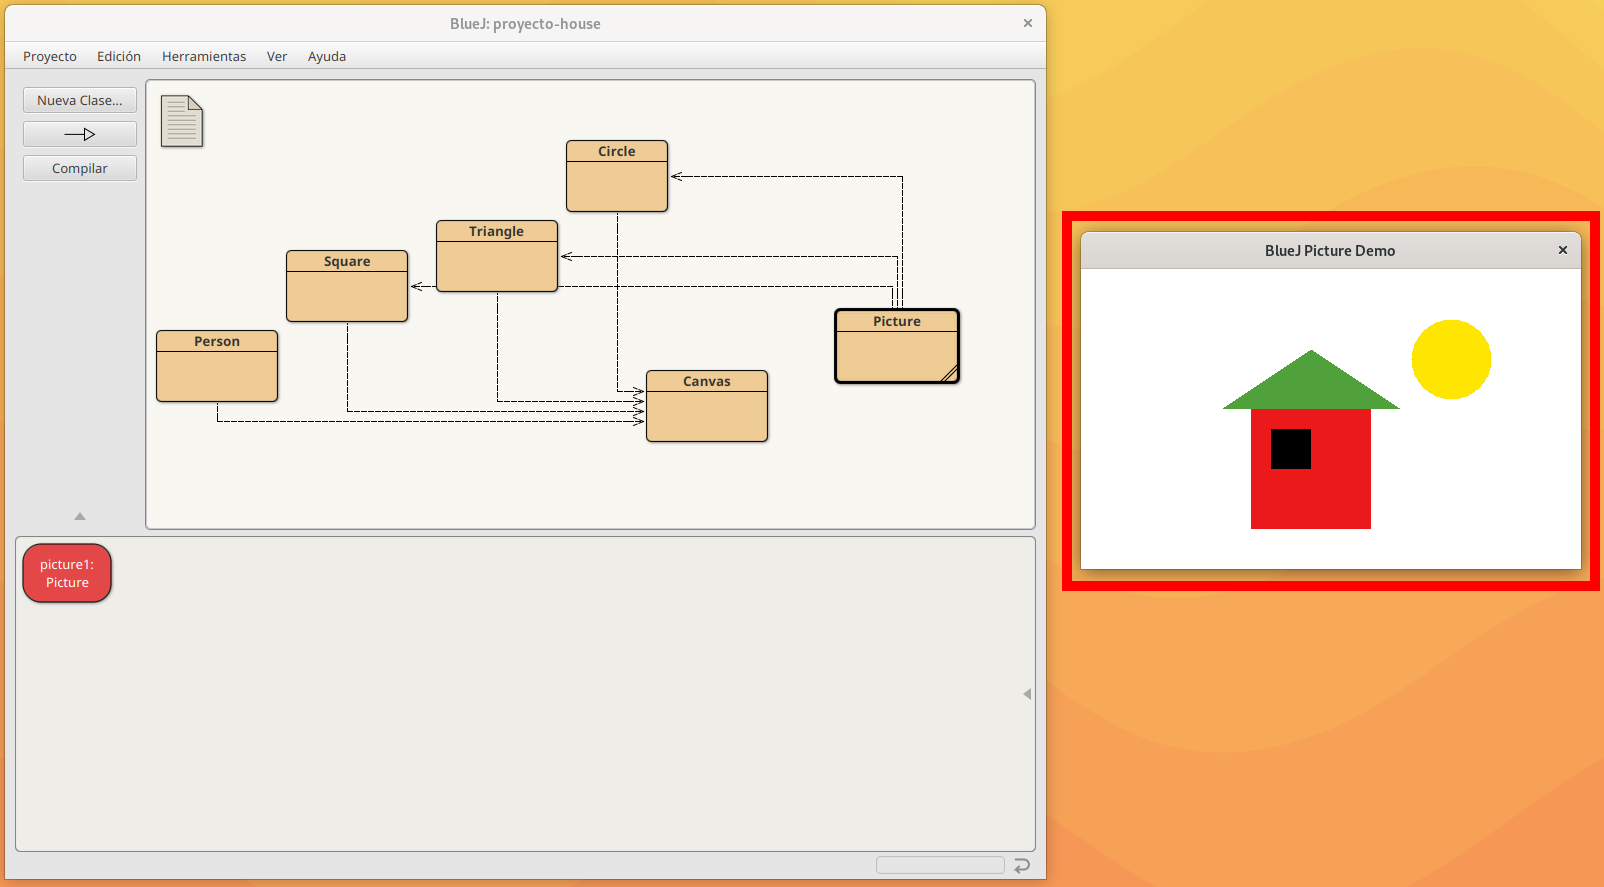 BlueJ: proyecto-house
Proyecto Edición Herramientas Ver Ayuda
Nueva Clase...
Compilar
Circle
Triangle
Square
Person
Picture
Canvas
picture1:
Picture
BlueJ Picture Demo